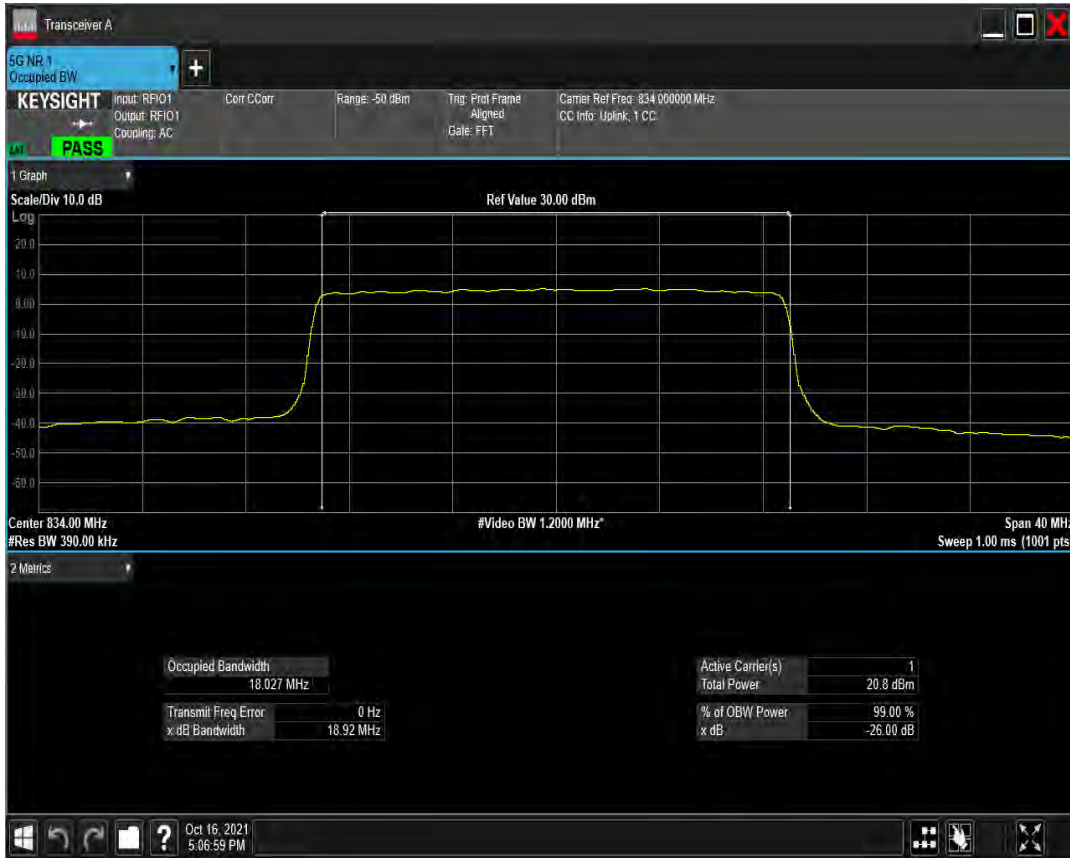 Transceiver A
5G NR 1
Occupied BW
KEYSIGHT
Input: RFIO1
Output: RFIO1
Coupling: AC
Corr CCorr
Range: -50 dBm
Trig: Prot Frame
Aligned
Gate: FFT
Carrier Ref Freq: 834.000000 MHz
CC Info: Uplink, 1 CC
PASS
1 Graph
Scale/Div 10.0 dB
Ref Value 30.00 dBm
Log
20.0
10.0
0.00
-10.0
-20.0
-30.0
-40.0
-50.0
-60.0
Center 834.00 MHz
#Video BW 1.2000 MHz*
Span 40 MHz
#Res BW 390.00 kHz
Sweep 1.00 ms (1001 pts
2 Metrics
Occupied Bandwidth
18.027 MHz
Transmit Freq Error 0 Hz
x dB Bandwidth 18.92 MHz
Active Carrier(s) 1
Total Power 20.8 dBm
% of OBW Power 99.00 %
x dB -26.00 dB
?
Oct 16, 2021
5:06:59 PM